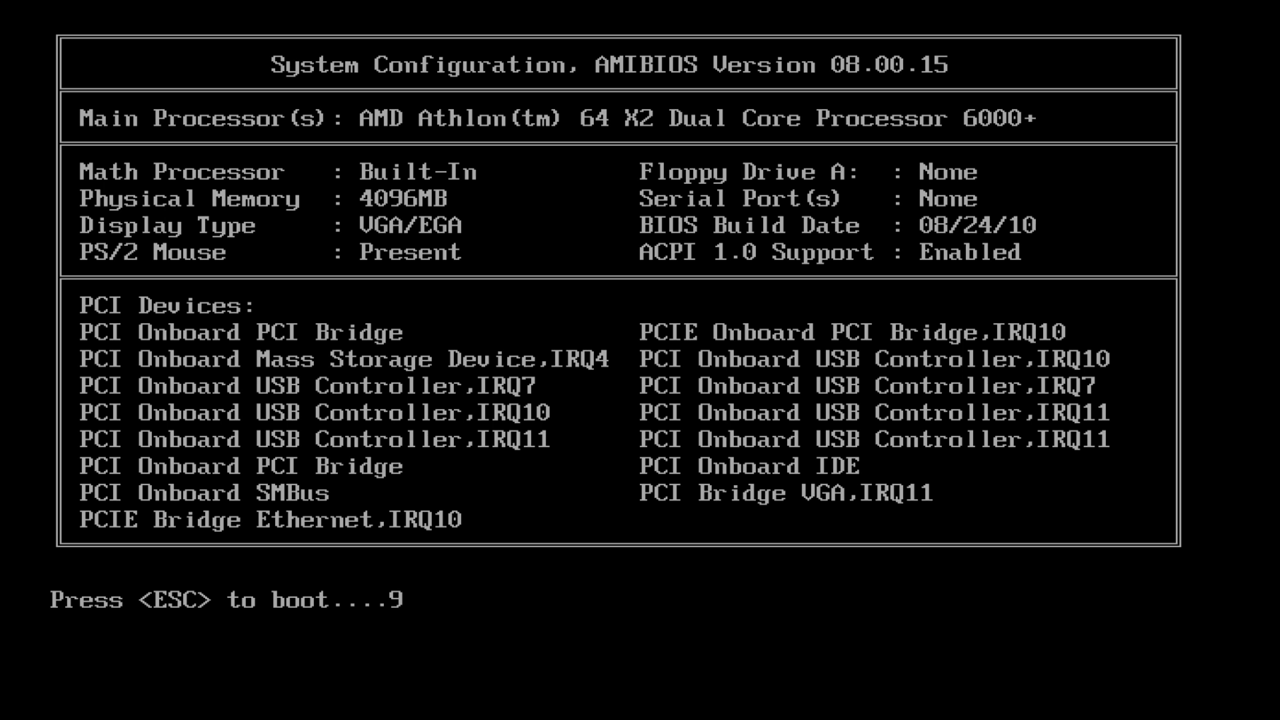 System Configuration, AMIBIOS Version 08.00.15
Main Processor(s): AMD Athlon(tm) 64 X2 Dual Core Processor 6000+
Math Processor : Built-In Floppy Drive A: : None
Physical Memory : 4096MB Serial Port(s) : None
Display Type : VGA/EGA BIOS Build Date : 08/24/10
PS/2 Mouse : Present ACPI 1.0 Support : Enabled
PCI Devices:
PCI Onboard PCI Bridge PCIE Onboard PCI Bridge,IRQ10
PCI Onboard Mass Storage Device,IRQ4 PCI Onboard USB Controller,IRQ10
PCI Onboard USB Controller,IRQ7 PCI Onboard USB Controller,IRQ7
PCI Onboard USB Controller,IRQ10 PCI Onboard USB Controller,IRQ11
PCI Onboard USB Controller,IRQ11 PCI Onboard USB Controller,IRQ11
PCI Onboard PCI Bridge PCI Onboard IDE
PCI Onboard SMBus PCI Bridge VGA,IRQ11
PCIE Bridge Ethernet,IRQ10
Press <ESC> to boot....9